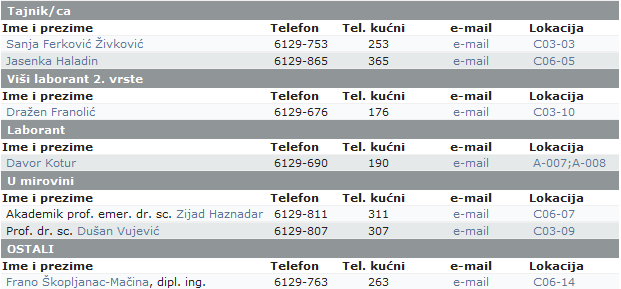 Tajnik/ca
Ime i prezime Telefon Tel. kućni e-mail Lokacija
Sanja Ferković Živković 6129-753 253 e-mail C03-03
Jasenka Haladin 6129-865 365 e-mail C06-05
Viši laborant 2. vrste
Ime i prezime Telefon Tel. kućni e-mail Lokacija
Dražen Franolić 6129-676 176 e-mail C03-10
Laborant
Ime i prezime Telefon Tel. kućni e-mail Lokacija
Davor Kotur 6129-690 190 e-mail A-007;A-008
U mirovini
Ime i prezime Telefon Tel. kućni e-mail Lokacija
Akademik prof. emer. dr. sc. Zijad Haznadar 6129-811 311 e-mail C06-07
Prof. dr. sc. Dušan Vujević 6129-807 307 e-mail C03-09
OSTALI
Ime i prezime Telefon Tel. kućni e-mail Lokacija
Frano Škopljanac-Mačina, dipl. ing. 6129-763 263 e-mail C06-14